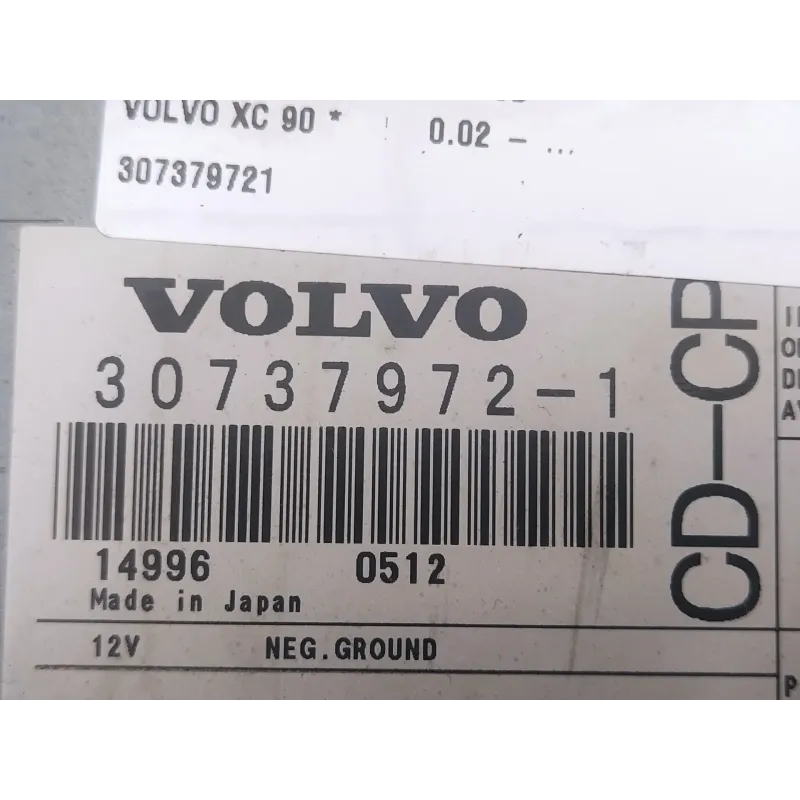 VOLVO XC 90 * 0.02 - ...
307379721
VOLVO
30737972-1
14996 0512
Made in Japan
12V NEG.GROUND
CD-CP